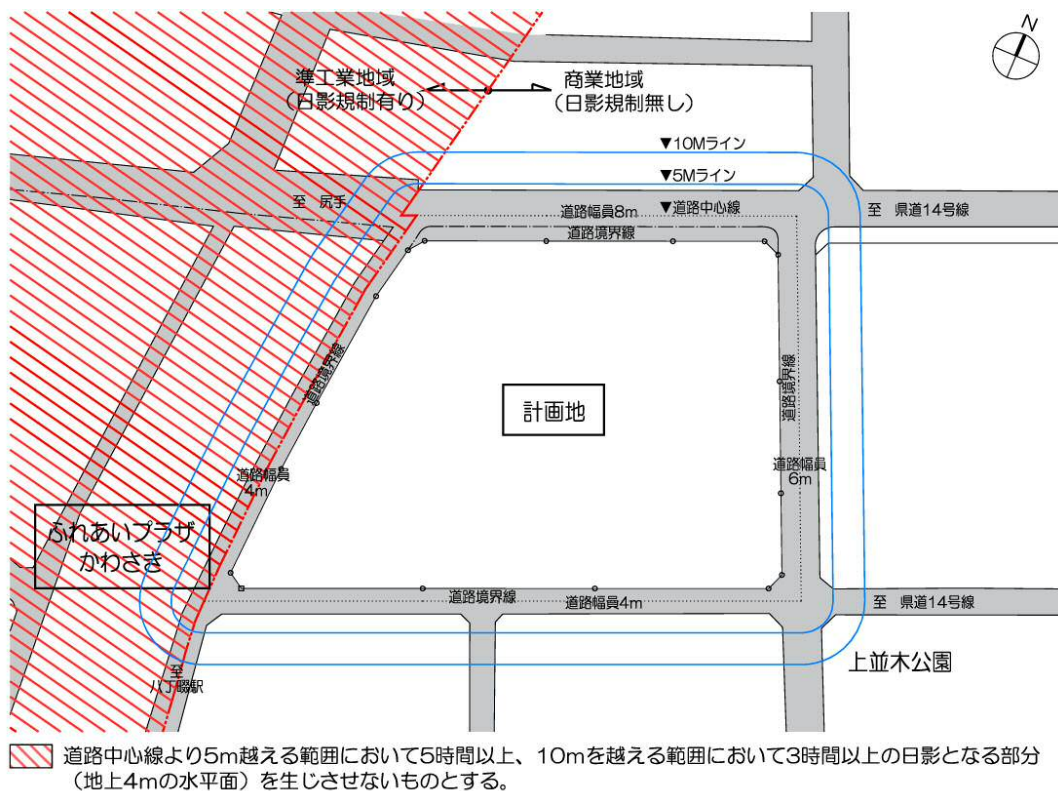 N
準工業地域
(日影規制有り)
商業地域
(日影規制無し)
▼10Mライン
▼5Mライン
至 尻手
道路幅員8m
▼道路中心線
至 県道14号線
道路境界線
道路境界線
道路境界線
計画地
道路幅員
4m
道路幅員
6m
ふれあいプラザ
かわさき
道路境界線
道路幅員4m
至 県道14号線
上並木公園
至
八丁畷駅
道路中心線より5m越える範囲において5時間以上、10mを越える範囲において3時間以上の日影となる部分
(地上4mの水平面)を生じさせないものとする。